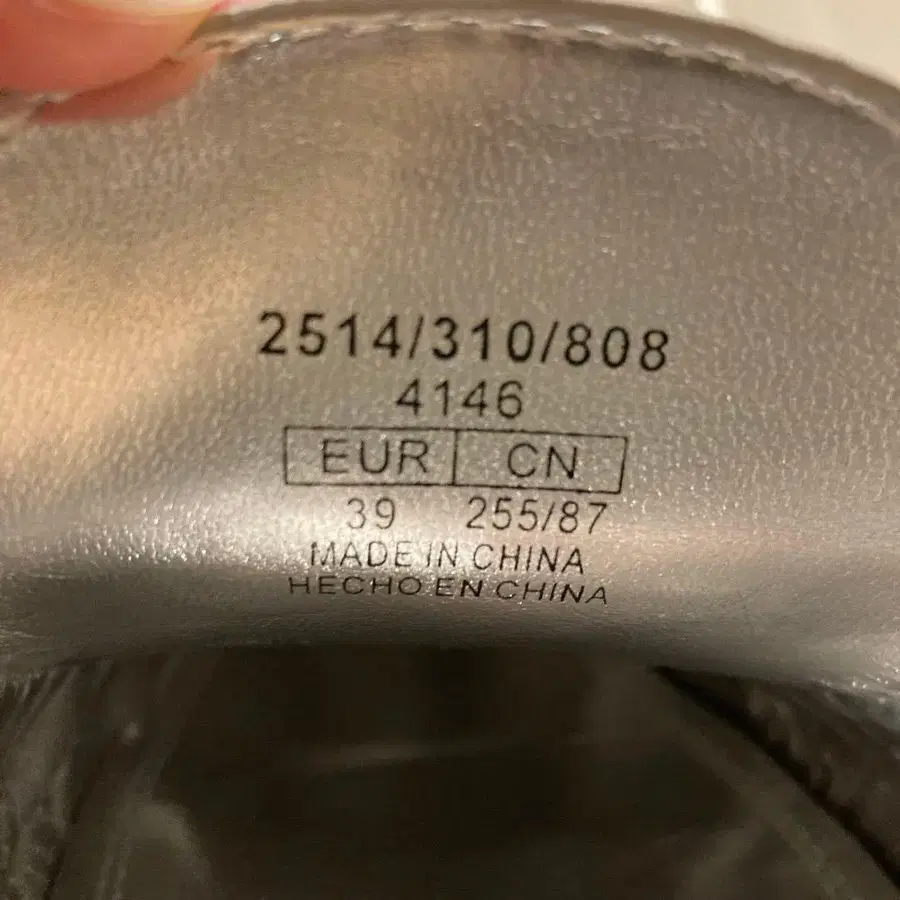 2514/310/808
4146
EUR CN
39 255/87
MADE IN CHINA
HECHO EN CHINA